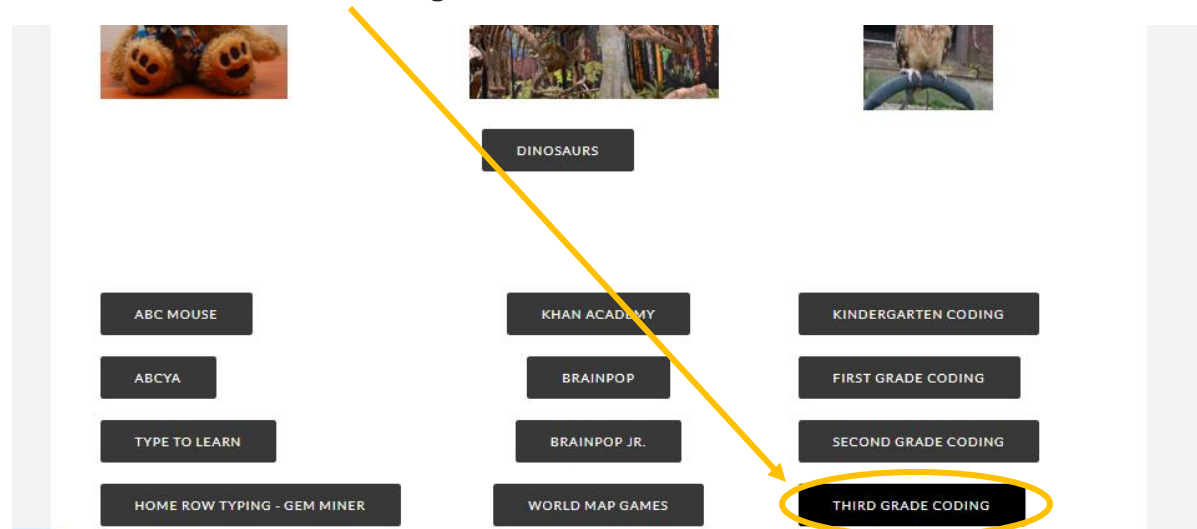 DINOSAURS
ABC MOUSE
KHAN ACADEMY
KINDERGARTEN CODING
ABCYA
BRAINPOP
FIRST GRADE CODING
TYPE TO LEARN
BRAINPOP JR.
SECOND GRADE CODING
HOME ROW TYPING - GEM MINER
WORLD MAP GAMES
THIRD GRADE CODING